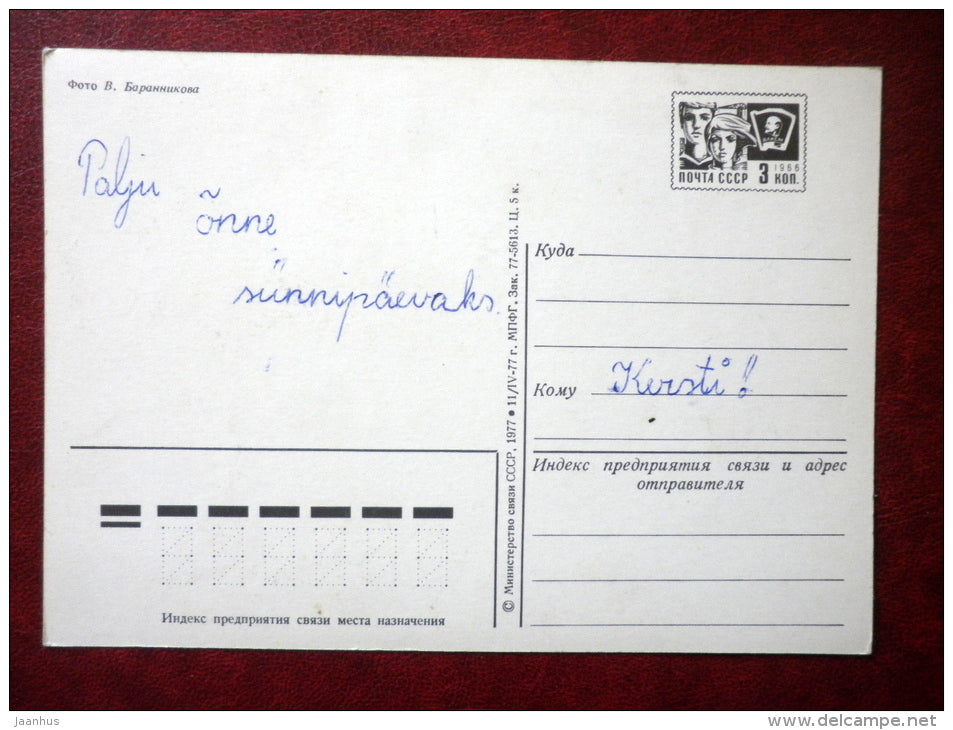 Фото В. Баранникова
Palju
õnne
sünnipäevaks.
1966
ПОЧТА СССР 3 КОП.
© Министерство связи СССР, 1977 ● 11/IV-77 г. МПФГ. Зак. 77-5613. Ц. 5 к.
Куда
Кому Kersti!
Индекс предприятия связи и адрес
отправителя
Индекс предприятия связи места назначения
Jaanhus
www.delcampe.net